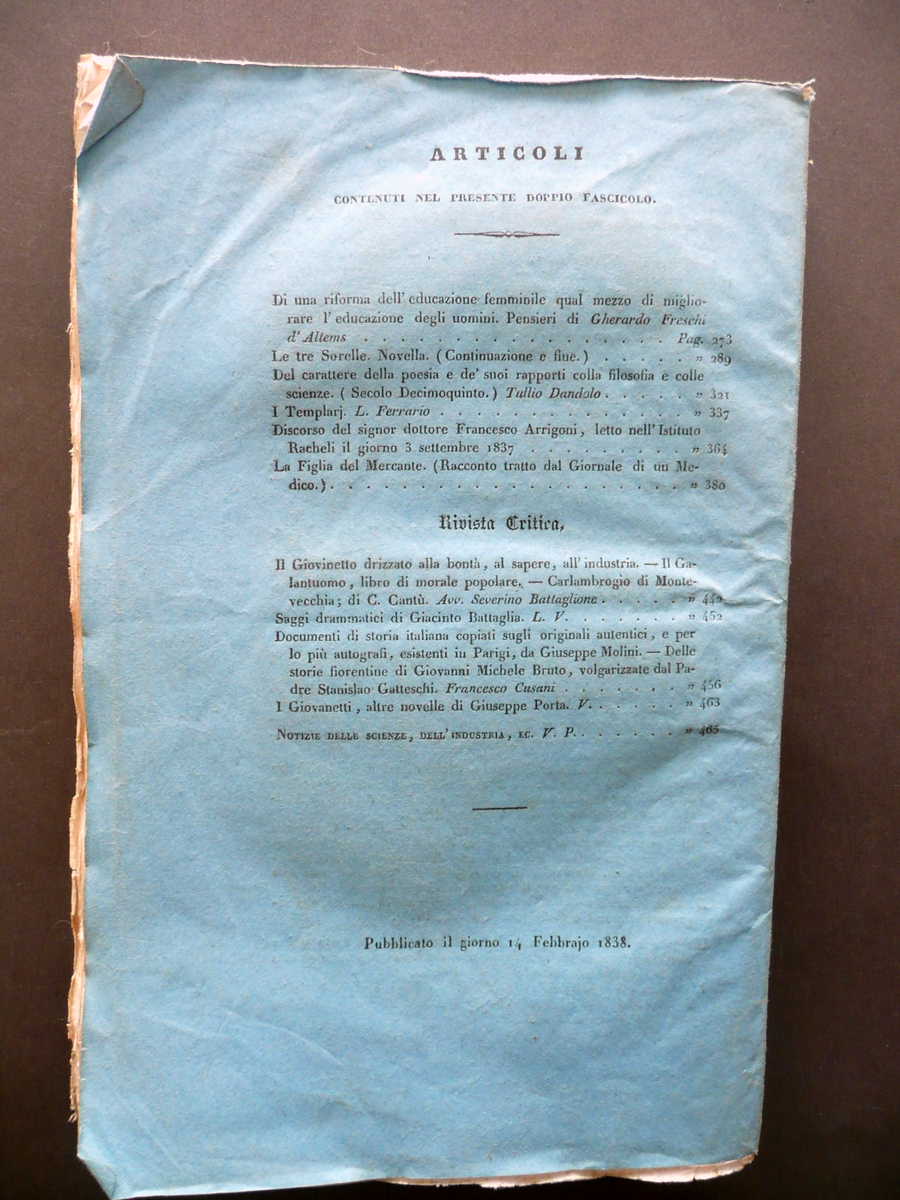 ARTICOLI
CONTENUTI NEL PRESENTE DOPPIO FASCICOLO.
Di una riforma dell' educazione femminile qual mezzo di miglio-
rare l' educazione degli uomini. Pensieri di Gherardo Freschi
d' Altems . . . . . . . . . . . . . . . . . Pag. 273
Le tre Sorelle. Novella. (Continuazione e fine.) . . . . . » 289
Del carattere della poesia e de' suoi rapporti colla filosofia e colle
scienze. ( Secolo Decimoquinto. ) Tullio Dandolo . . . . . » 321
I Templarj. L. Ferrario . . . . . . . . . . . . . . » 337
Discorso del signor dottore Francesco Arrigoni, letto nell' Istituto
Racheli il giorno 3 settembre 1837 . . . . . . . . . » 364
La Figlia del Mercante. (Racconto tratto dal Giornale di un Me-
dico.) . . . . . . . . . . . . . . . . . . . . » 380
Rivista Critica,
Il Giovinetto drizzato alla bontà, al sapere, all' industria. — Il Ga-
lantuomo, libro di morale popolare. — Carlambrogio di Monte-
vecchia; di C. Cantù. Avv. Severino Battaglione . . . . . » 442
Saggi drammatici di Giacinto Battaglia. L. V. . . . . . . . » 452
Documenti di storia italiana copiati sugli originali autentici, e per
lo più autografi, esistenti in Parigi, da Giuseppe Molini. — Delle
storie fiorentine di Giovanni Michele Bruto, volgarizzate dal Pa-
dre Stanislao Gatteschi. Francesco Cusani . . . . . . . » 456
I Giovanetti, altre novelle di Giuseppe Porta. V. . . . . . » 463
NOTIZIE DELLE SCIENZE, DELL' INDUSTRIA, EC. V. P. . . . . . . » 465
Pubblicato il giorno 14 Febbrajo 1838.